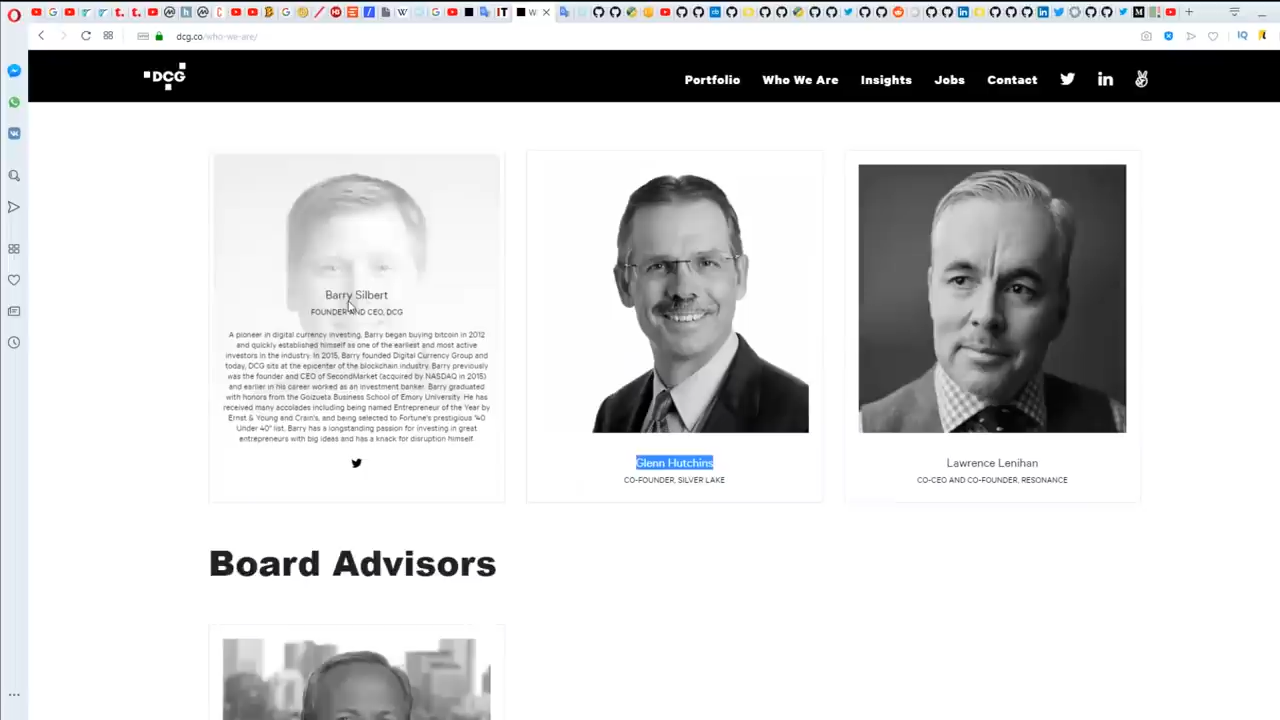 W
dcg.co/who-we-are/
IQ
DCG
Portfolio
Who We Are
Insights
Jobs
Contact
Barry Silbert
FOUNDER AND CEO, DCG
A pioneer in digital currency investing, Barry began buying bitcoin in 2012
and quickly established himself as one of the earliest and most active
investors in the industry. In 2015, Barry founded Digital Currency Group and
today, DCG sits at the epicenter of the blockchain industry. Barry previously
was the founder and CEO of SecondMarket (acquired by NASDAQ in 2015)
and earlier in his career worked as an investment banker. Barry graduated
with honors from the Goizueta Business School of Emory University. He has
received many accolades including being named Entrepreneur of the Year by
Ernst & Young and Crain's, and being selected to Fortune's prestigious "40
Under 40" list. Barry has a longstanding passion for investing in great
entrepreneurs with big ideas and has a knack for disruption himself.
Glenn Hutchins
CO-FOUNDER, SILVER LAKE
Lawrence Lenihan
CO-CEO AND CO-FOUNDER, RESONANCE
Board Advisors